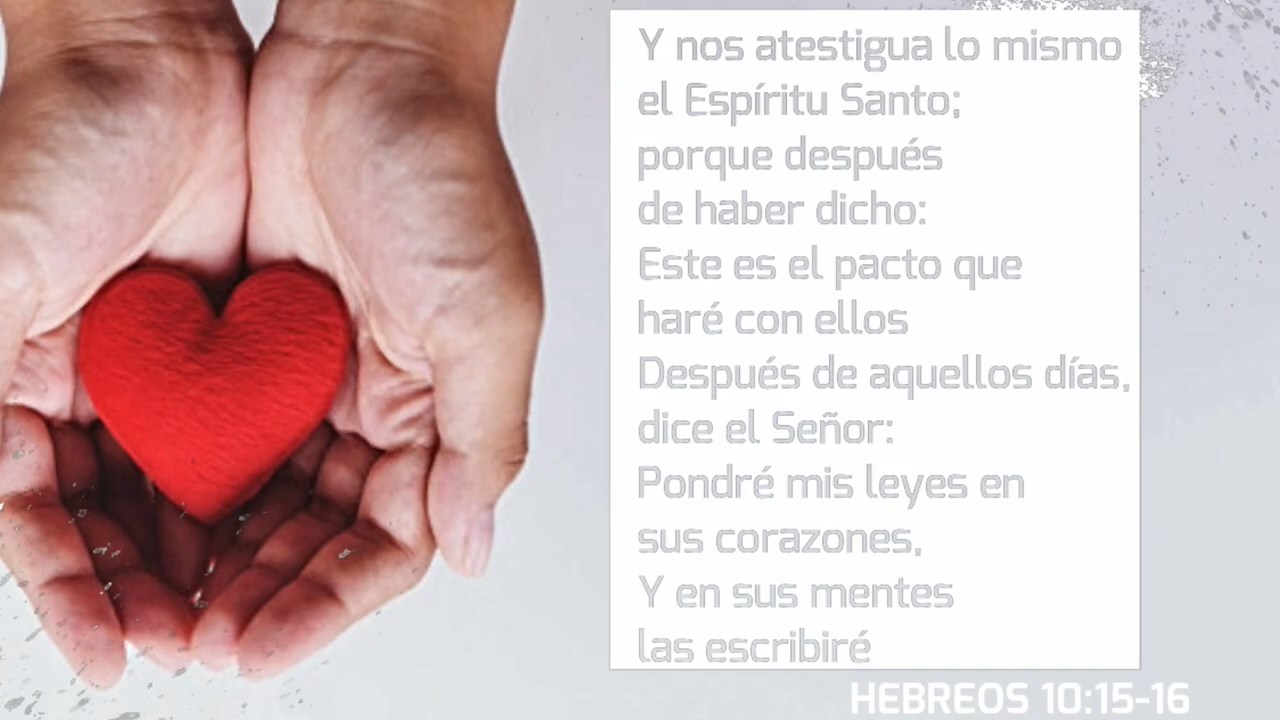 Y nos atestigua lo mismo
el Espíritu Santo;
porque después
de haber dicho:
Este es el pacto que
haré con ellos
Después de aquellos días,
dice el Señor:
Pondré mis leyes en
sus corazones,
Y en sus mentes
las escribiré
HEBREOS 10:15-16